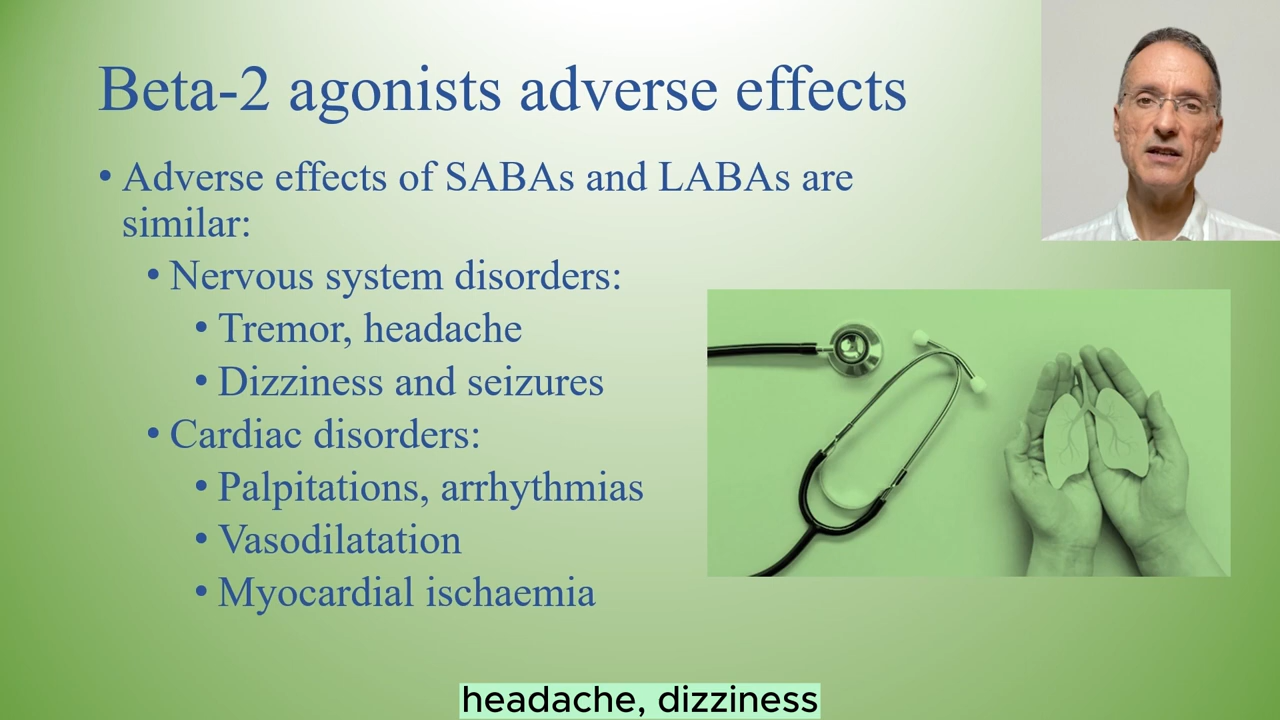 Beta-2 agonists adverse effects
• Adverse effects of SABAs and LABAs are
similar:
• Nervous system disorders:
• Tremor, headache
• Dizziness and seizures
• Cardiac disorders:
• Palpitations, arrhythmias
• Vasodilatation
• Myocardial ischaemia
headache, dizziness